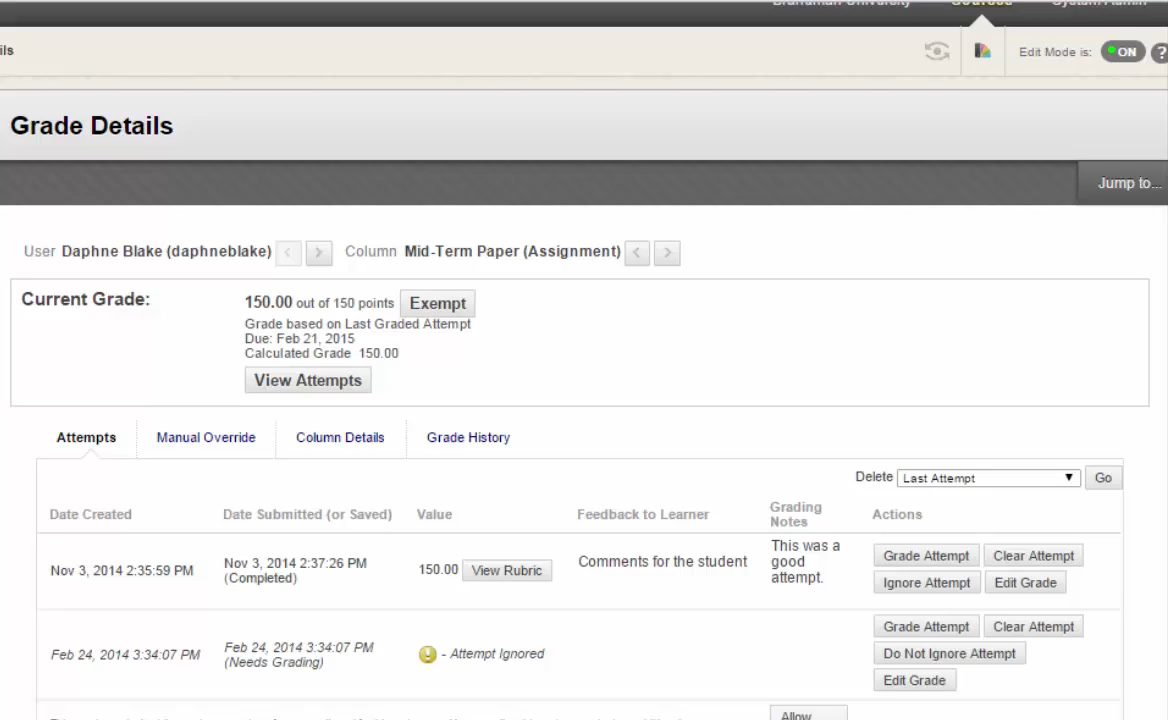 Courses
ils
Edit Mode is: ON ?
Grade Details
Jump to...
User Daphne Blake (daphneblake) < > Column Mid-Term Paper (Assignment) < >
Current Grade:
150.00 out of 150 points Exempt
Grade based on Last Graded Attempt
Due: Feb 21, 2015
Calculated Grade 150.00
View Attempts
Attempts Manual Override Column Details Grade History
Delete Last Attempt Go
Date Created Date Submitted (or Saved) Value Feedback to Learner Grading Notes Actions
Nov 3, 2014 2:35:59 PM
Nov 3, 2014 2:37:26 PM
(Completed)
150.00 View Rubric
Comments for the student
This was a
good
attempt.
Grade Attempt Clear Attempt
Ignore Attempt Edit Grade
Feb 24, 2014 3:34:07 PM
Feb 24, 2014 3:34:07 PM
(Needs Grading)
- Attempt Ignored
Grade Attempt Clear Attempt
Do Not Ignore Attempt
Edit Grade
Allow